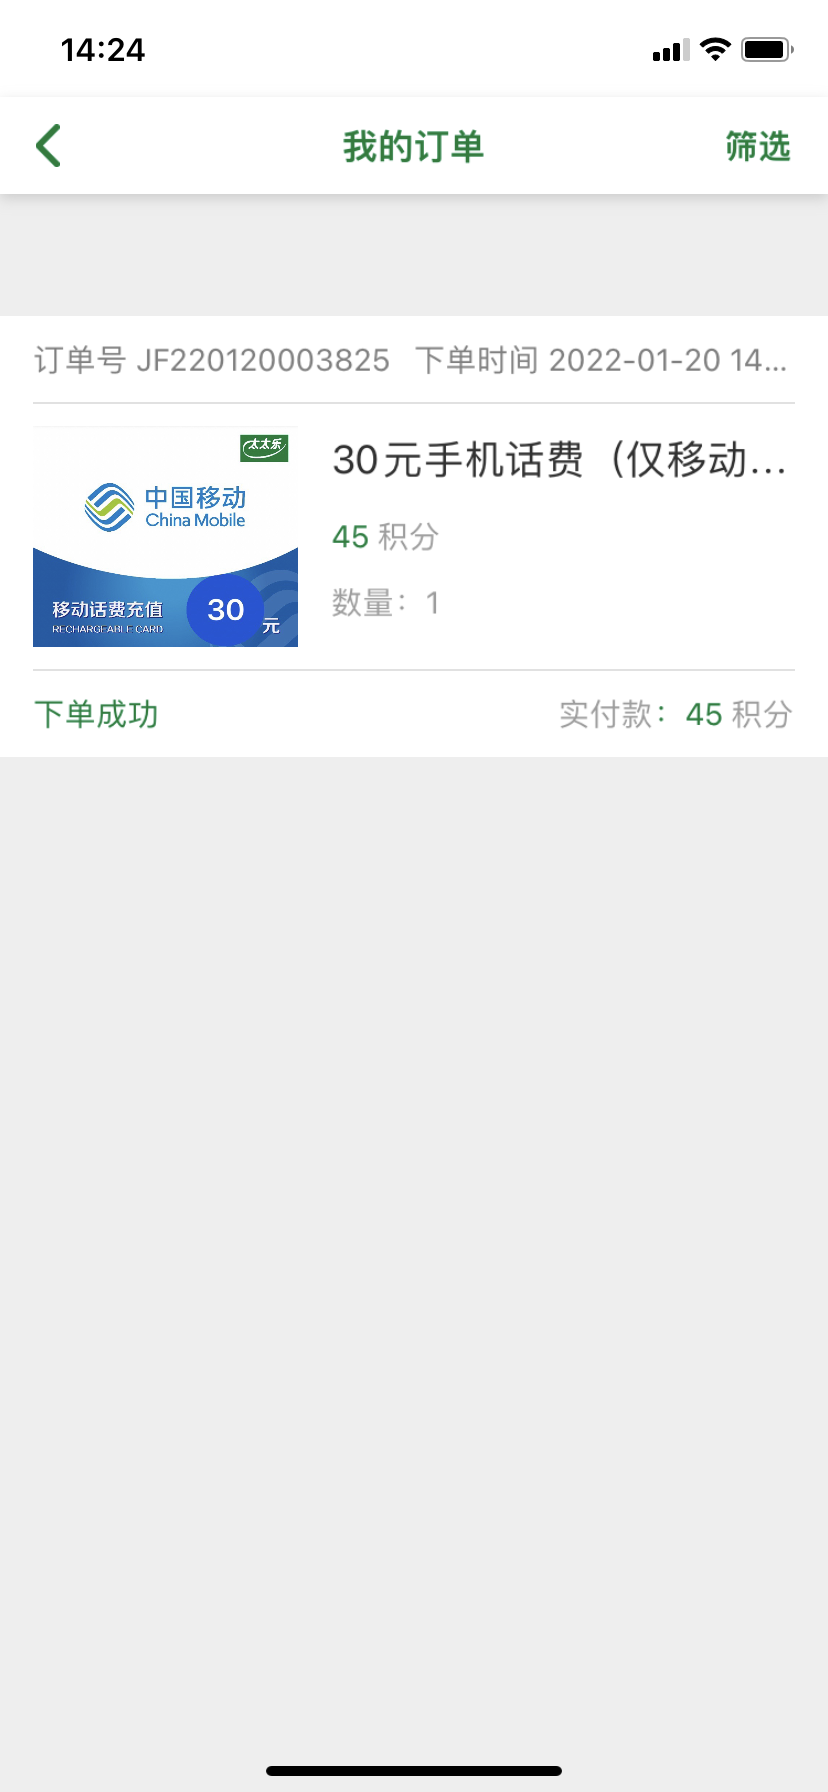 14:24
我的订单
筛选
订单号 JF220120003825 下单时间 2022-01-20 14...
太太乐
中国移动
China Mobile
移动话费充值
RECHARGEABLE CARD
30
元
30元手机话费（仅移动...
45 积分
数量：1
下单成功
实付款：45 积分